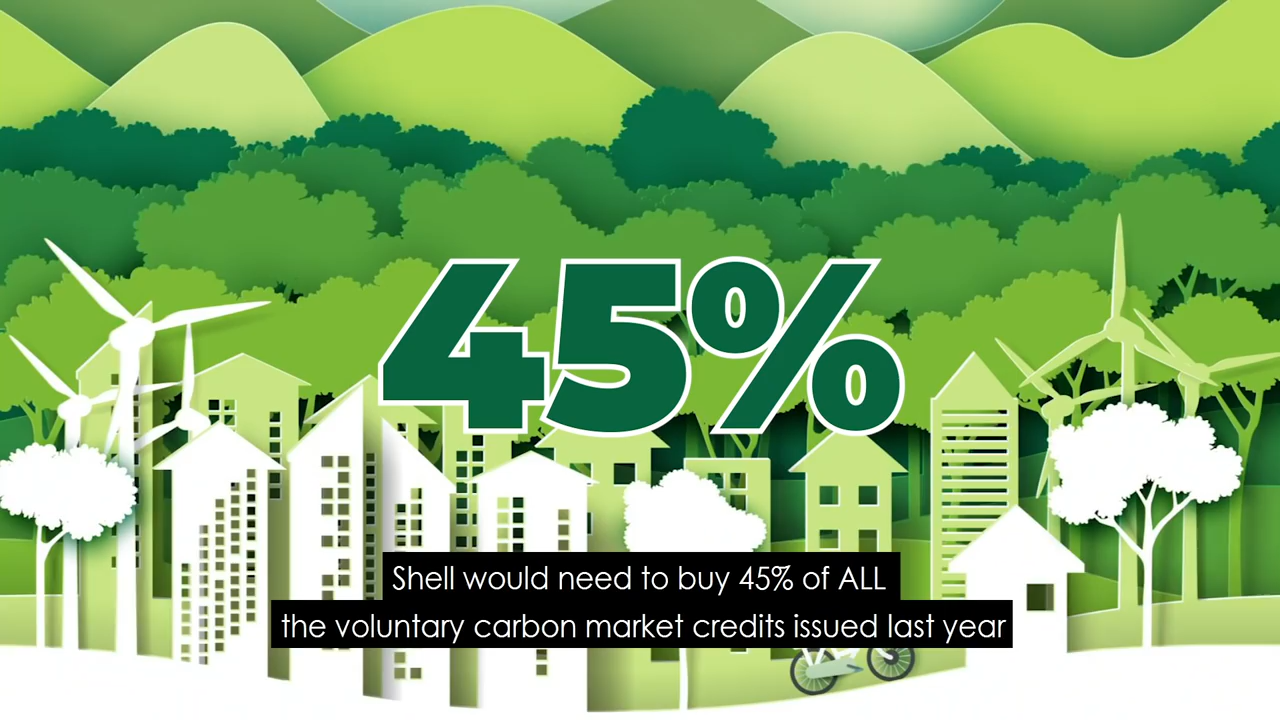 45%
Shell would need to buy 45% of ALL
the voluntary carbon market credits issued last year